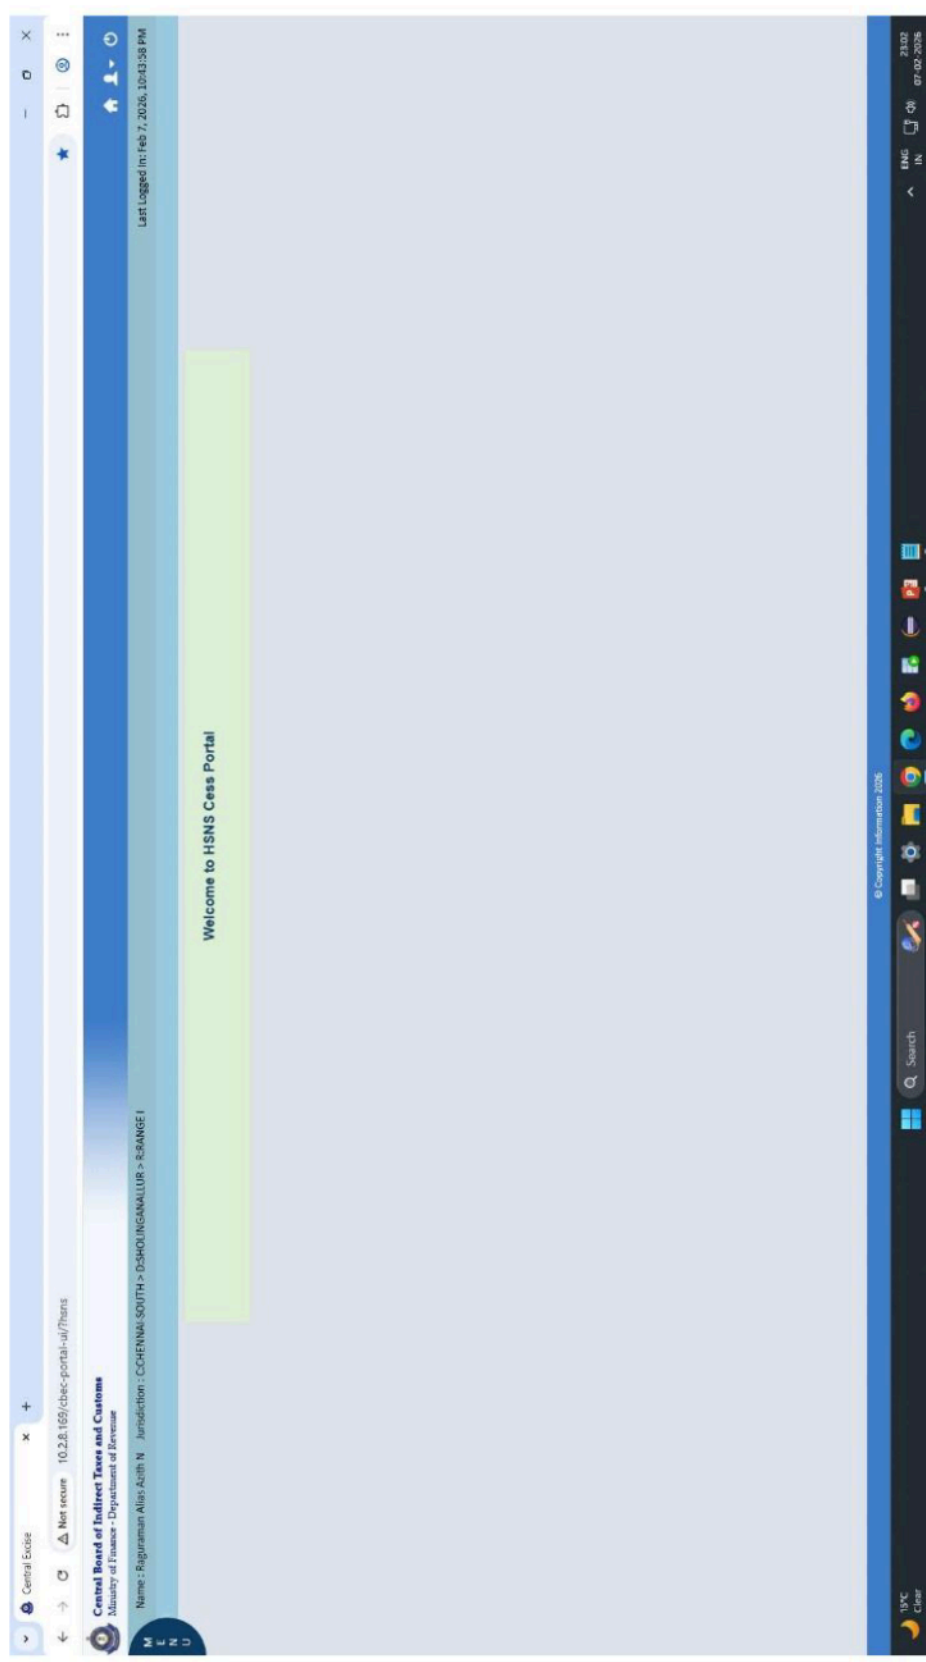 Central Excise
Not secure 10.2.8.169/cbec-portal-ui/?hsns
Central Board of Indirect Taxes and Customs
Ministry of Finance - Department of Revenue
Name : Raguraman Alias Azith N Jurisdiction : C:CHENNAI-SOUTH > D:SHOLINGANALLUR > R:RANGE I Last Logged In: Feb 7, 2026, 10:43:58 PM
MENU
Welcome to HSNS Cess Portal
© Copyright Information 2026
15°C
Clear
Search
ENG
IN
23:02
07-02-2026